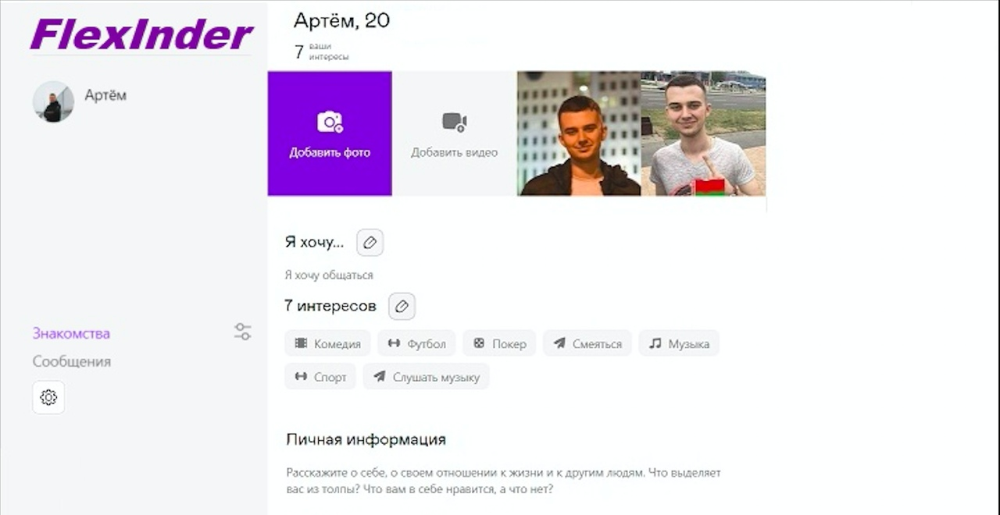 FlexInder
Артём
Знакомства
Сообщения
Артём, 20
7 ваши
интересы
Добавить фото
Добавить видео
Я хочу...
Я хочу общаться
7 интересов
Комедия Футбол Покер Смеяться Музыка
Спорт Слушать музыку
Личная информация
Расскажите о себе, о своем отношении к жизни и к другим людям. Что выделяет
вас из толпы? Что вам в себе нравится, а что нет?